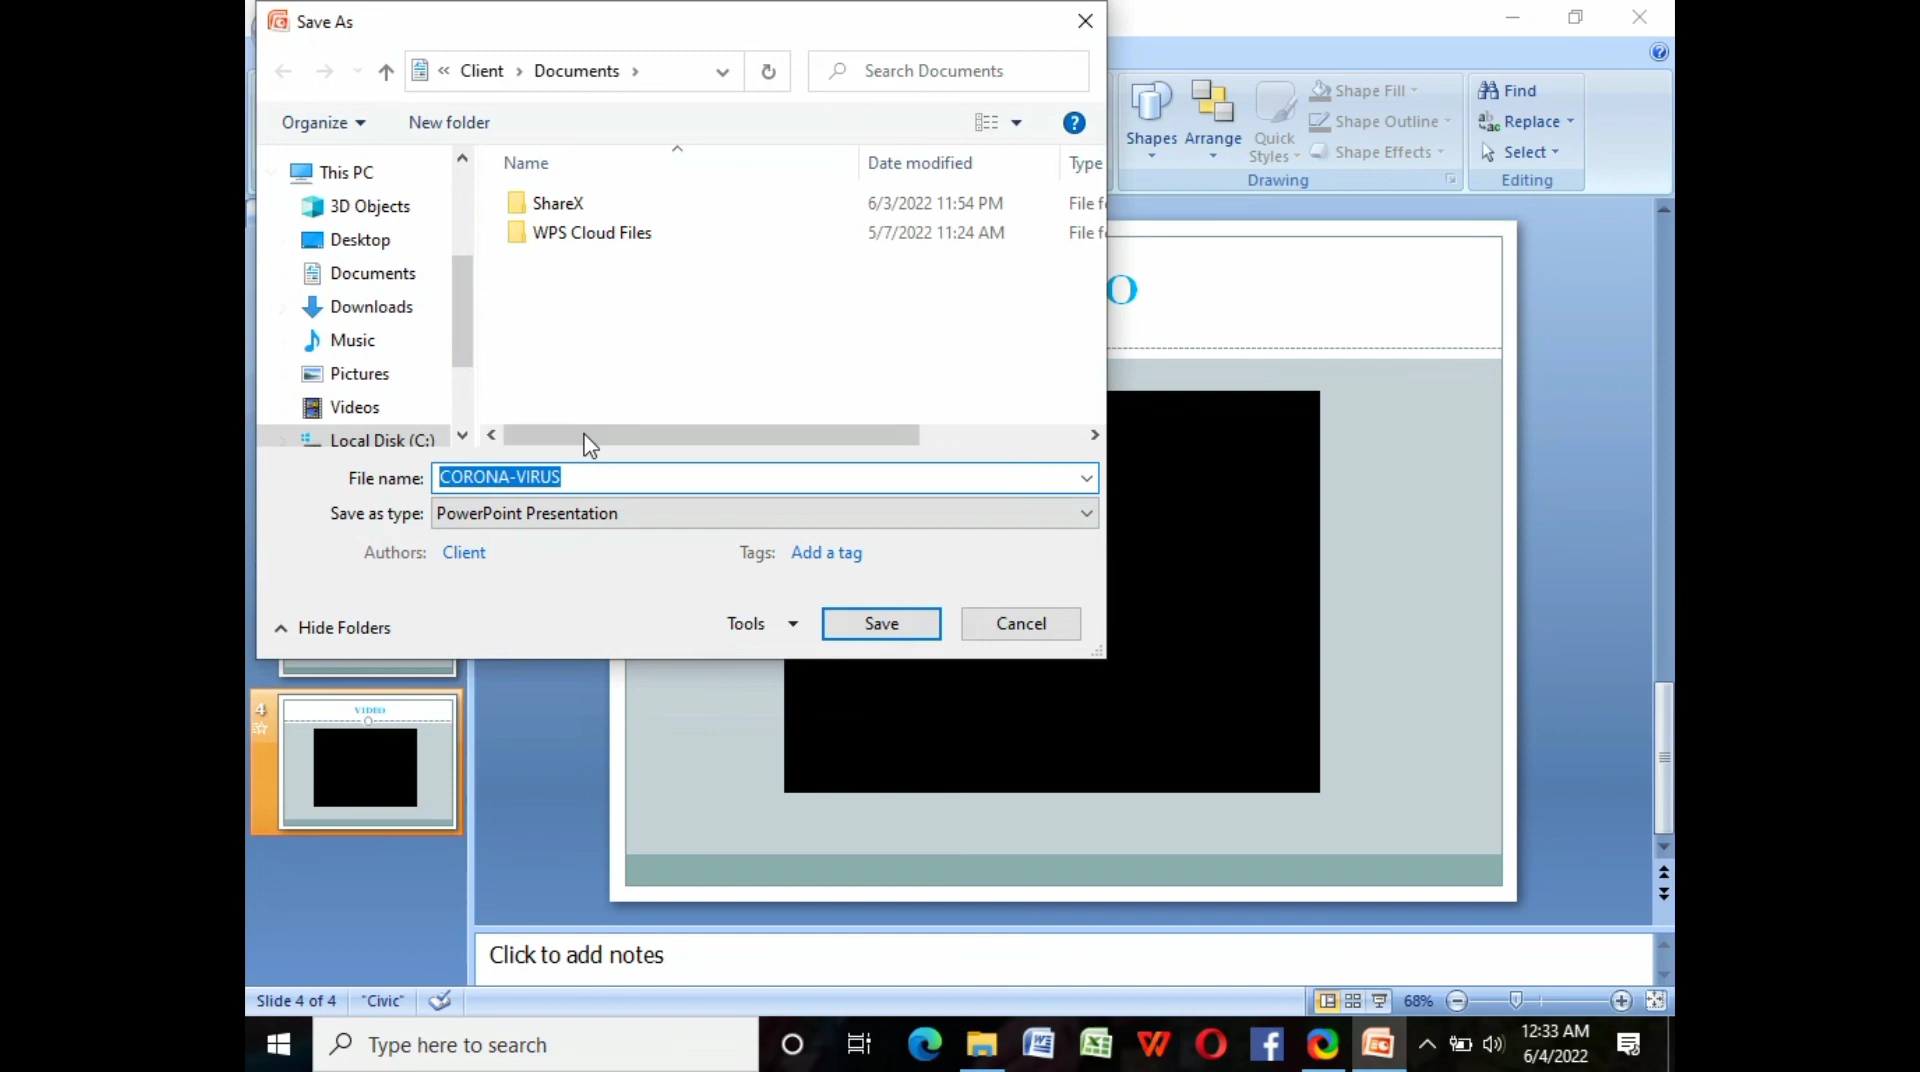 Save As
« Client › Documents ›
Search Documents
Organize
New folder
Name
Date modified
Type
ShareX
6/3/2022 11:54 PM
File f
WPS Cloud Files
5/7/2022 11:24 AM
File f
This PC
3D Objects
Desktop
Documents
Downloads
Music
Pictures
Videos
Local Disk (C:)
File name:
CORONA-VIRUS
Save as type:
PowerPoint Presentation
Authors: Client
Tags: Add a tag
Hide Folders
Tools
Save
Cancel
Shapes
Arrange
Quick
Styles
Shape Fill
Shape Outline
Shape Effects
Drawing
Find
Replace
Select
Editing
O
4
VIDEO
Click to add notes
Slide 4 of 4
"Civic"
68%
Type here to search
12:33 AM
6/4/2022